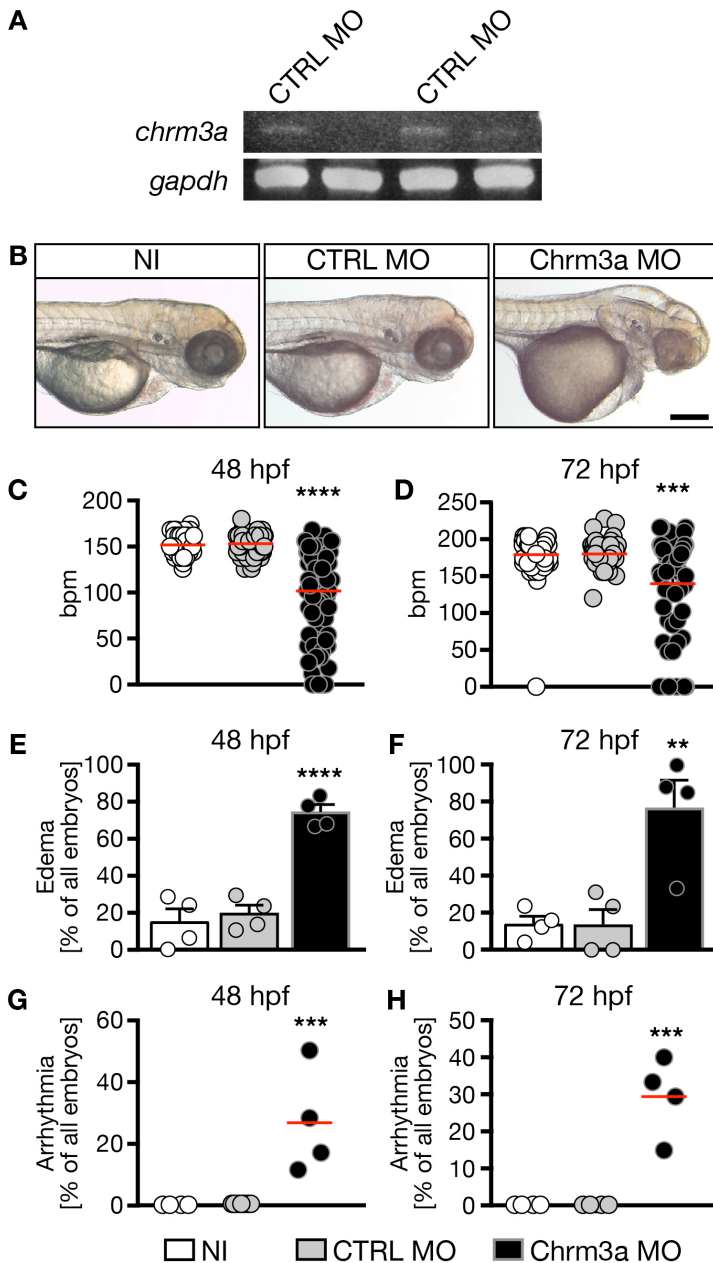 A
CTRL MO CTRL MO
chrm3a
gapdh
B
NI CTRL MO Chrm3a MO
C 48 hpf
****
bpm
200
150
100
50
0
D 72 hpf
***
bpm
250
200
150
100
50
0
E 48 hpf
****
Edema
[% of all embryos]
100
80
60
40
20
0
F 72 hpf
**
Edema
[% of all embryos]
100
80
60
40
20
0
G 48 hpf
***
Arrhythmia
[% of all embryos]
60
40
20
0
H 72 hpf
***
Arrhythmia
[% of all embryos]
50
40
30
20
10
0
NI CTRL MO Chrm3a MO